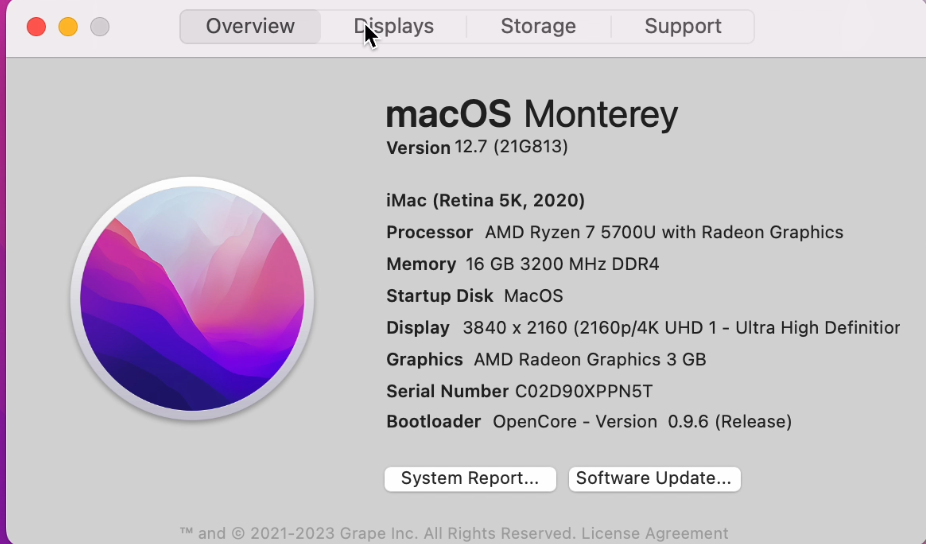 Overview Displays Storage Support
macOS Monterey
Version 12.7 (21G813)
iMac (Retina 5K, 2020)
Processor AMD Ryzen 7 5700U with Radeon Graphics
Memory 16 GB 3200 MHz DDR4
Startup Disk MacOS
Display 3840 x 2160 (2160p/4K UHD 1 - Ultra High Definitior
Graphics AMD Radeon Graphics 3 GB
Serial Number C02D90XPPN5T
Bootloader OpenCore - Version 0.9.6 (Release)
System Report... Software Update...
™ and © 2021-2023 Grape Inc. All Rights Reserved. License Agreement